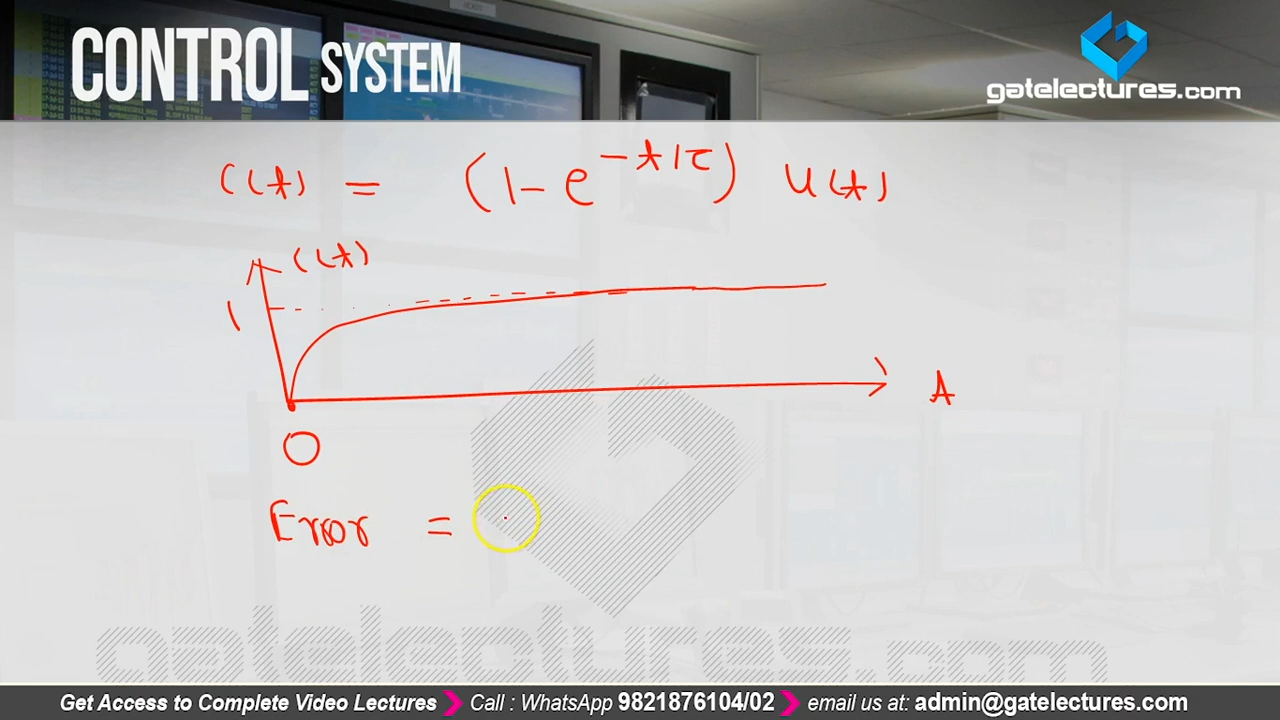 CONTROL SYSTEM
gatelectures.com
C(t) = (1 - e^{-t/τ}) u(t)
C(t)
1
t
0
Error =
gatelectures.com
Get Access to Complete Video Lectures Call : WhatsApp 9821876104/02 email us at: admin@gatelectures.com